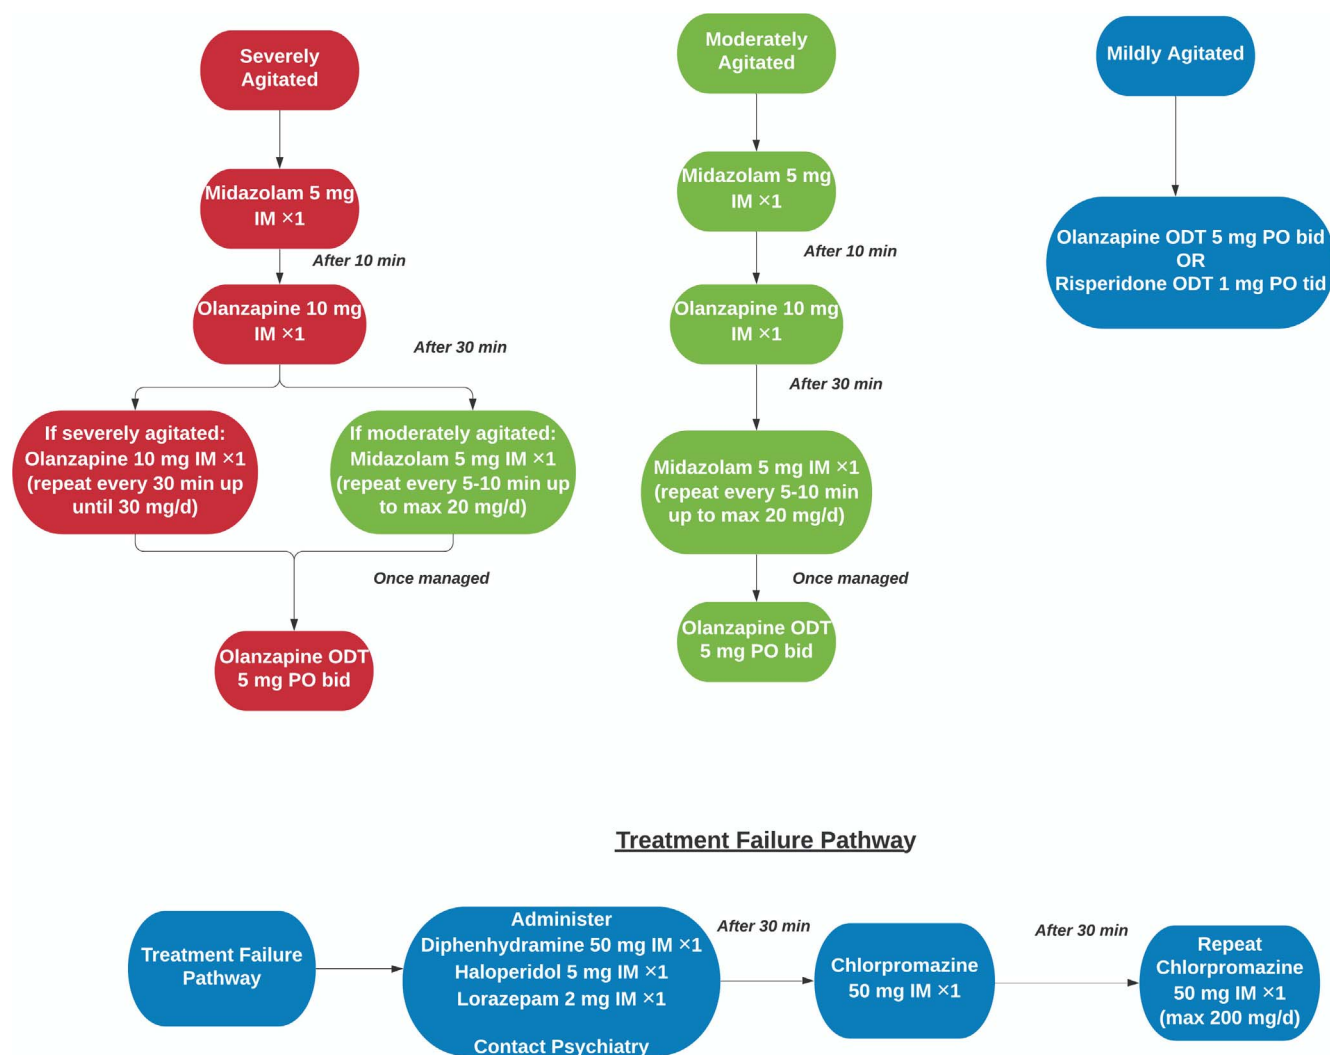 Severely
Agitated
Midazolam 5 mg
IM ×1
After 10 min
Olanzapine 10 mg
IM ×1
After 30 min
If severely agitated:
Olanzapine 10 mg IM ×1
(repeat every 30 min up
until 30 mg/d)
If moderately agitated:
Midazolam 5 mg IM ×1
(repeat every 5-10 min up
to max 20 mg/d)
Once managed
Olanzapine ODT
5 mg PO bid
Moderately
Agitated
Midazolam 5 mg
IM ×1
After 10 min
Olanzapine 10 mg
IM ×1
After 30 min
Midazolam 5 mg IM ×1
(repeat every 5-10 min
up to max 20 mg/d)
Once managed
Olanzapine ODT
5 mg PO bid
Mildly Agitated
Olanzapine ODT 5 mg PO bid
OR
Risperidone ODT 1 mg PO tid
Treatment Failure Pathway
Treatment Failure
Pathway
Administer
Diphenhydramine 50 mg IM ×1
Haloperidol 5 mg IM ×1
Lorazepam 2 mg IM ×1
Contact Psychiatry
After 30 min
Chlorpromazine
50 mg IM ×1
After 30 min
Repeat
Chlorpromazine
50 mg IM ×1
(max 200 mg/d)